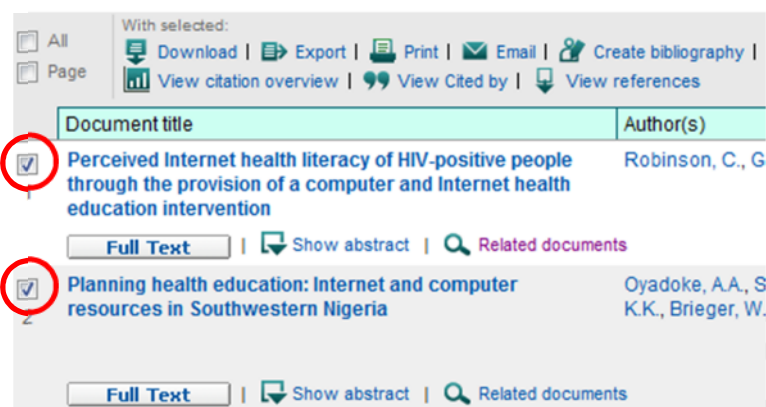 With selected:
All
Download | Export | Print | Email | Create bibliography |
Page
View citation overview | View Cited by | View references
Document title Author(s)
Perceived Internet health literacy of HIV-positive people Robinson, C., G
through the provision of a computer and Internet health
1
education intervention
Full Text | Show abstract | Related documents
Planning health education: Internet and computer Oyadoke, A.A., S
resources in Southwestern Nigeria K.K., Brieger, W.
2
Full Text | Show abstract | Related documents